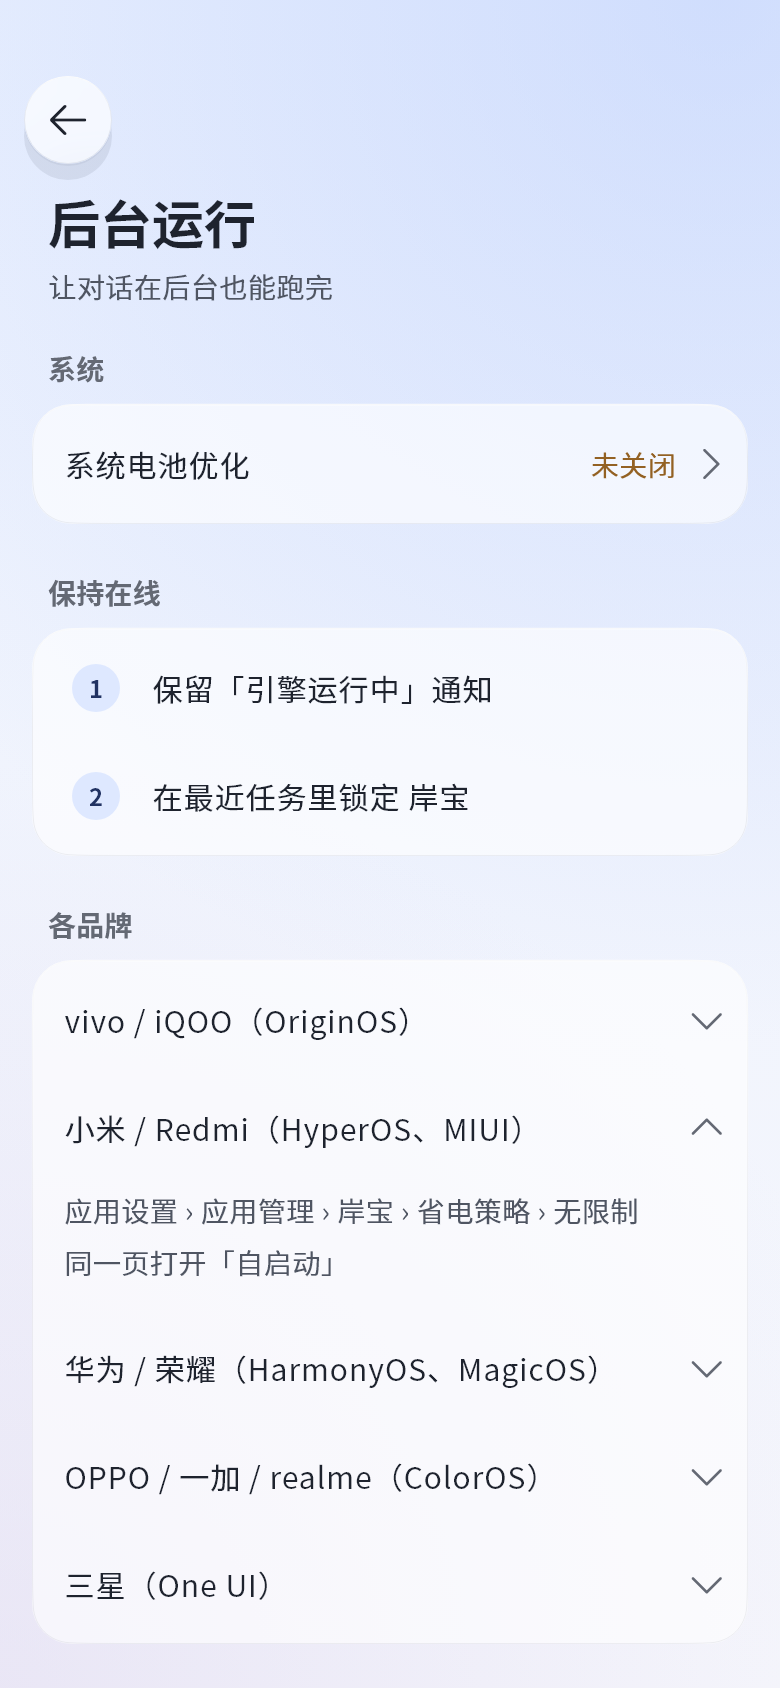 后台运行
让对话在后台也能跑完
系统
系统电池优化 未关闭
保持在线
1 保留「引擎运行中」通知
2 在最近任务里锁定 岸宝
各品牌
vivo / iQOO（OriginOS）
小米 / Redmi（HyperOS、MIUI）
应用设置 › 应用管理 › 岸宝 › 省电策略 › 无限制
同一页打开「自启动」
华为 / 荣耀（HarmonyOS、MagicOS）
OPPO / 一加 / realme（ColorOS）
三星（One UI）